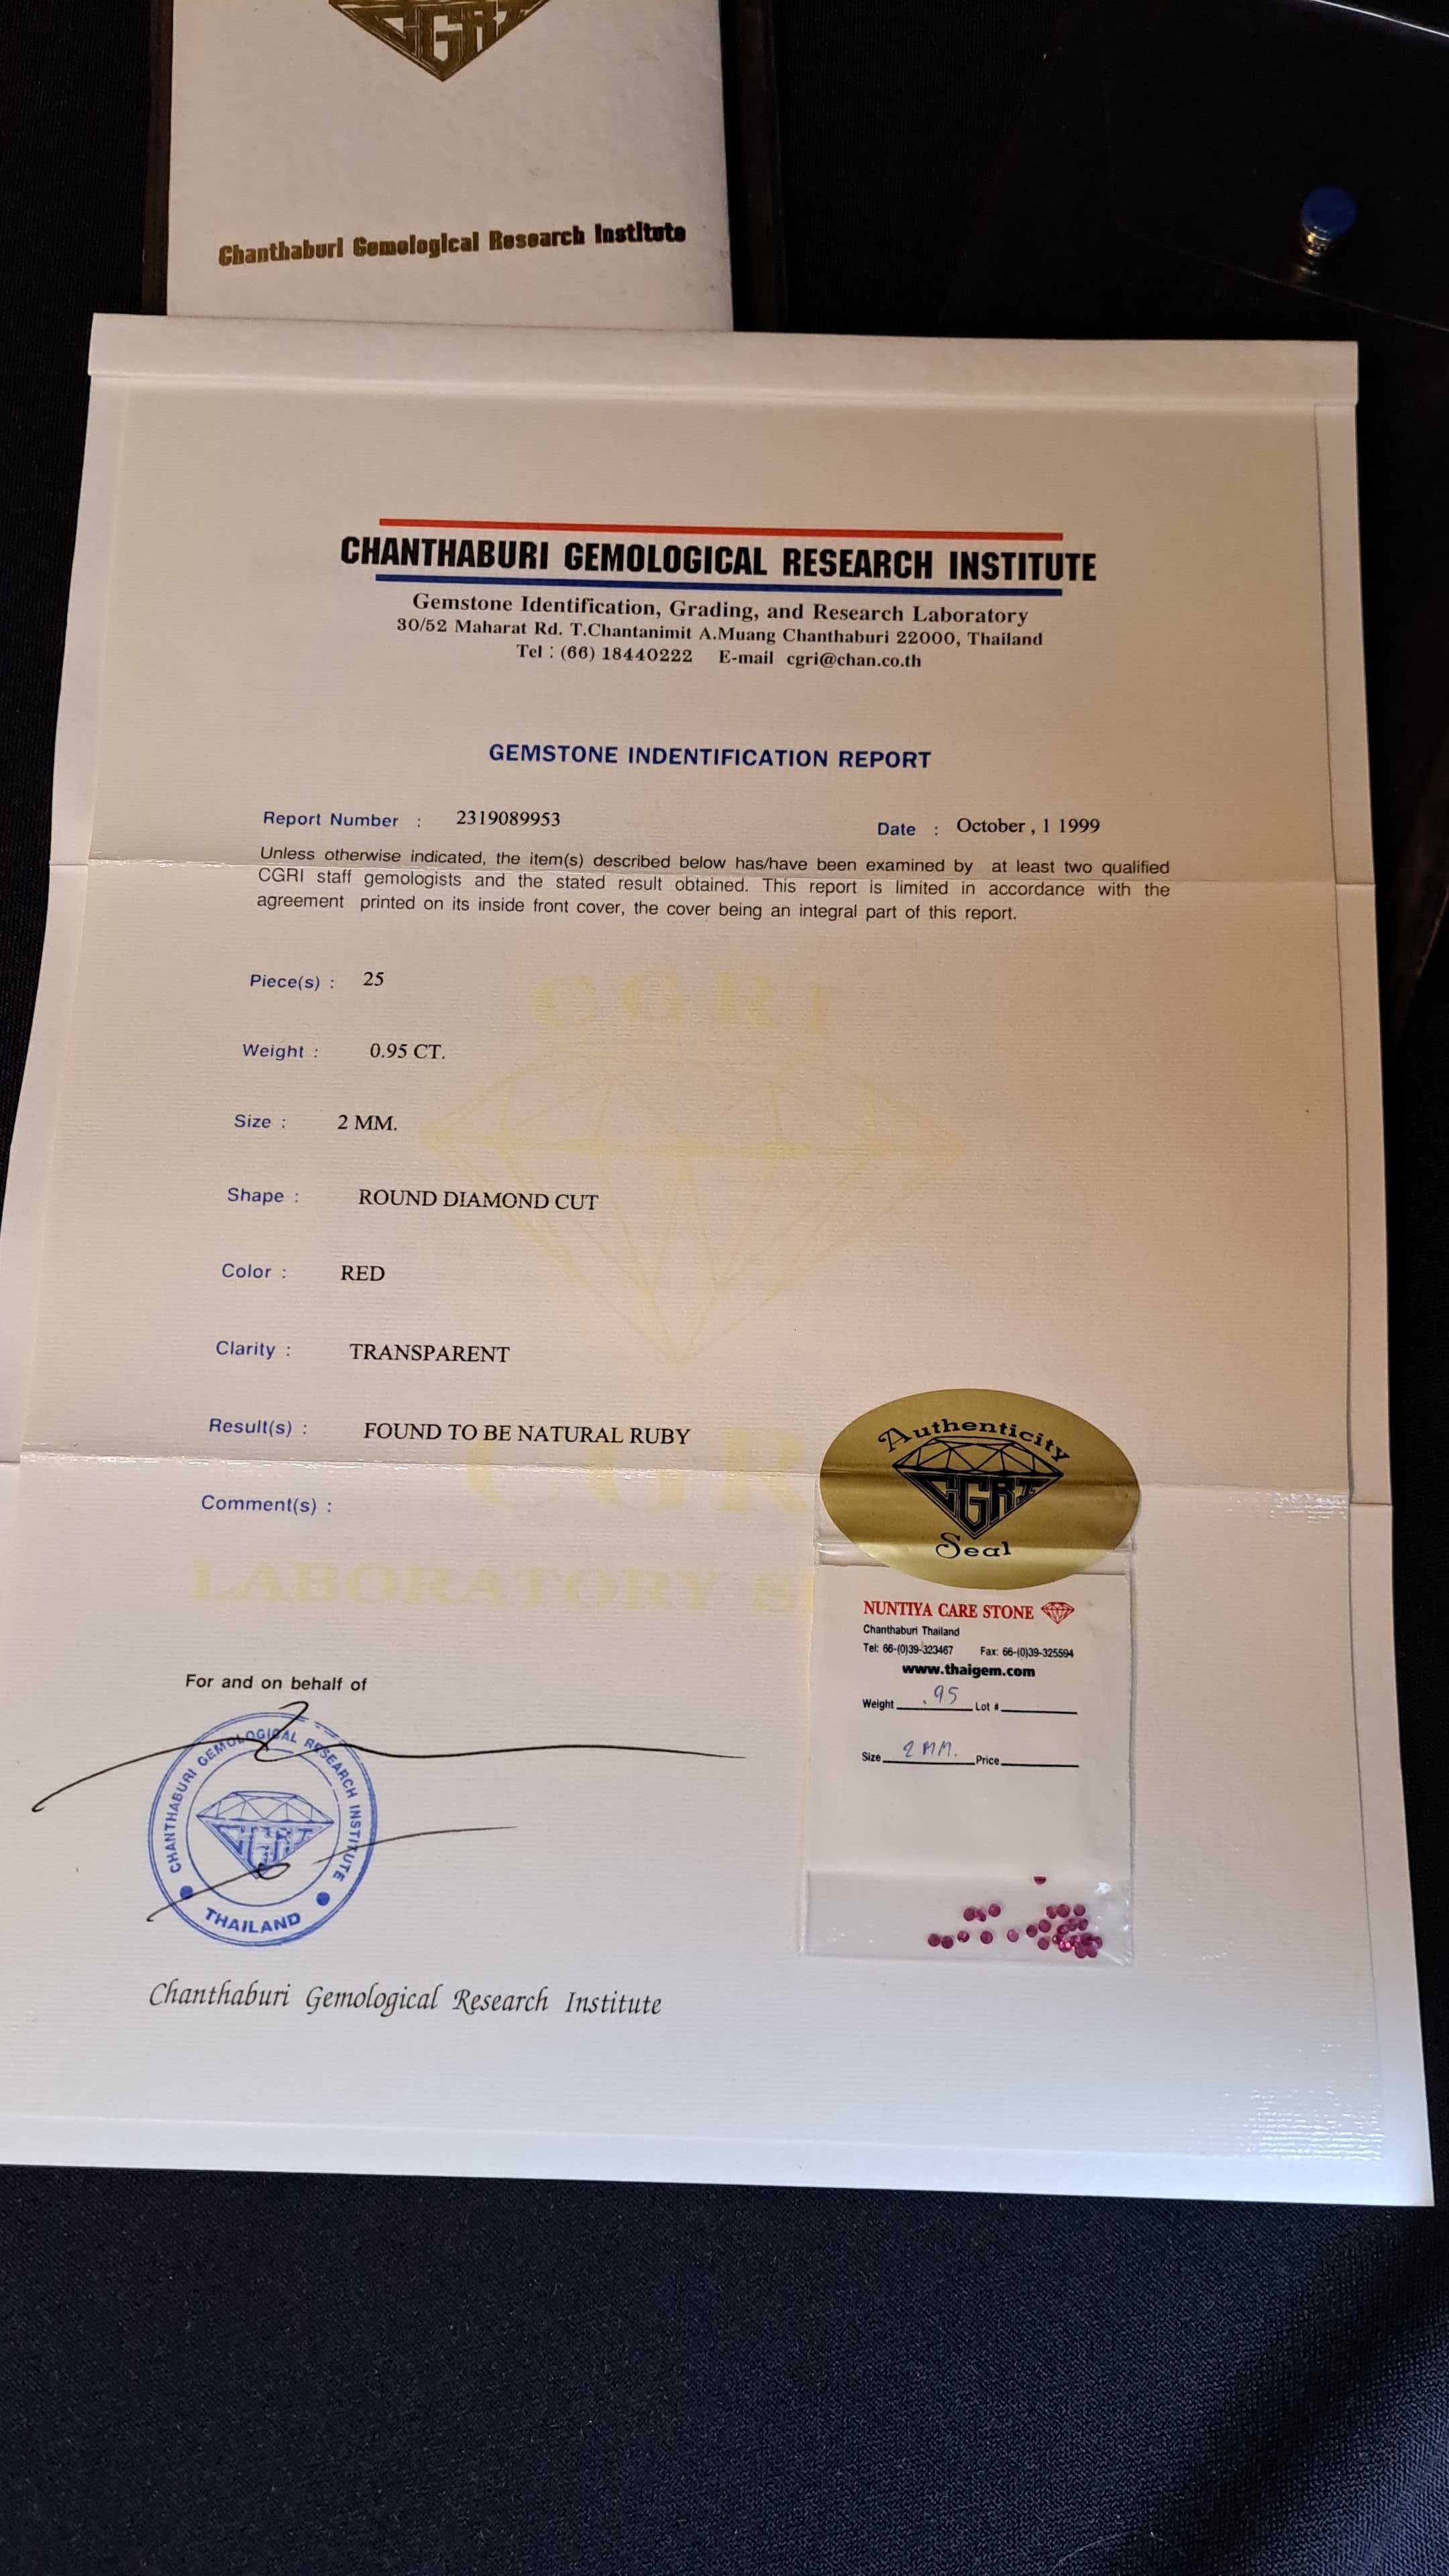 CGRI
Chanthaburi Gemological Research Institute
CHANTHABURI GEMOLOGICAL RESEARCH INSTITUTE
Gemstone Identification, Grading, and Research Laboratory
30/52 Maharat Rd. T.Chantanimit A.Muang Chanthaburi 22000, Thailand
Tel : (66) 18440222 E-mail cgri@chan.co.th
GEMSTONE INDENTIFICATION REPORT
Report Number : 2319089953 Date : October , 1 1999
Unless otherwise indicated, the item(s) described below has/have been examined by at least two qualified
CGRI staff gemologists and the stated result obtained. This report is limited in accordance with the
agreement printed on its inside front cover, the cover being an integral part of this report.
CGRI
Piece(s) : 25
Weight : 0.95 CT.
Size : 2 MM.
Shape : ROUND DIAMOND CUT
Color : RED
Clarity : TRANSPARENT
Result(s) : FOUND TO BE NATURAL RUBY
CGR
Comment(s) :
LABORATORY S
Authenticity
CGRI
Seal
NUNTIYA CARE STONE
Chanthaburi Thailand
Tel: 66-(0)39-323467 Fax: 66-(0)39-325594
www.thaigem.com
Weight .95 Lot #
Size 2 MM. Price
For and on behalf of
CHANTHABURI GEMOLOGICAL RESEARCH INSTITUTE
CGRI
THAILAND
Chanthaburi Gemological Research Institute